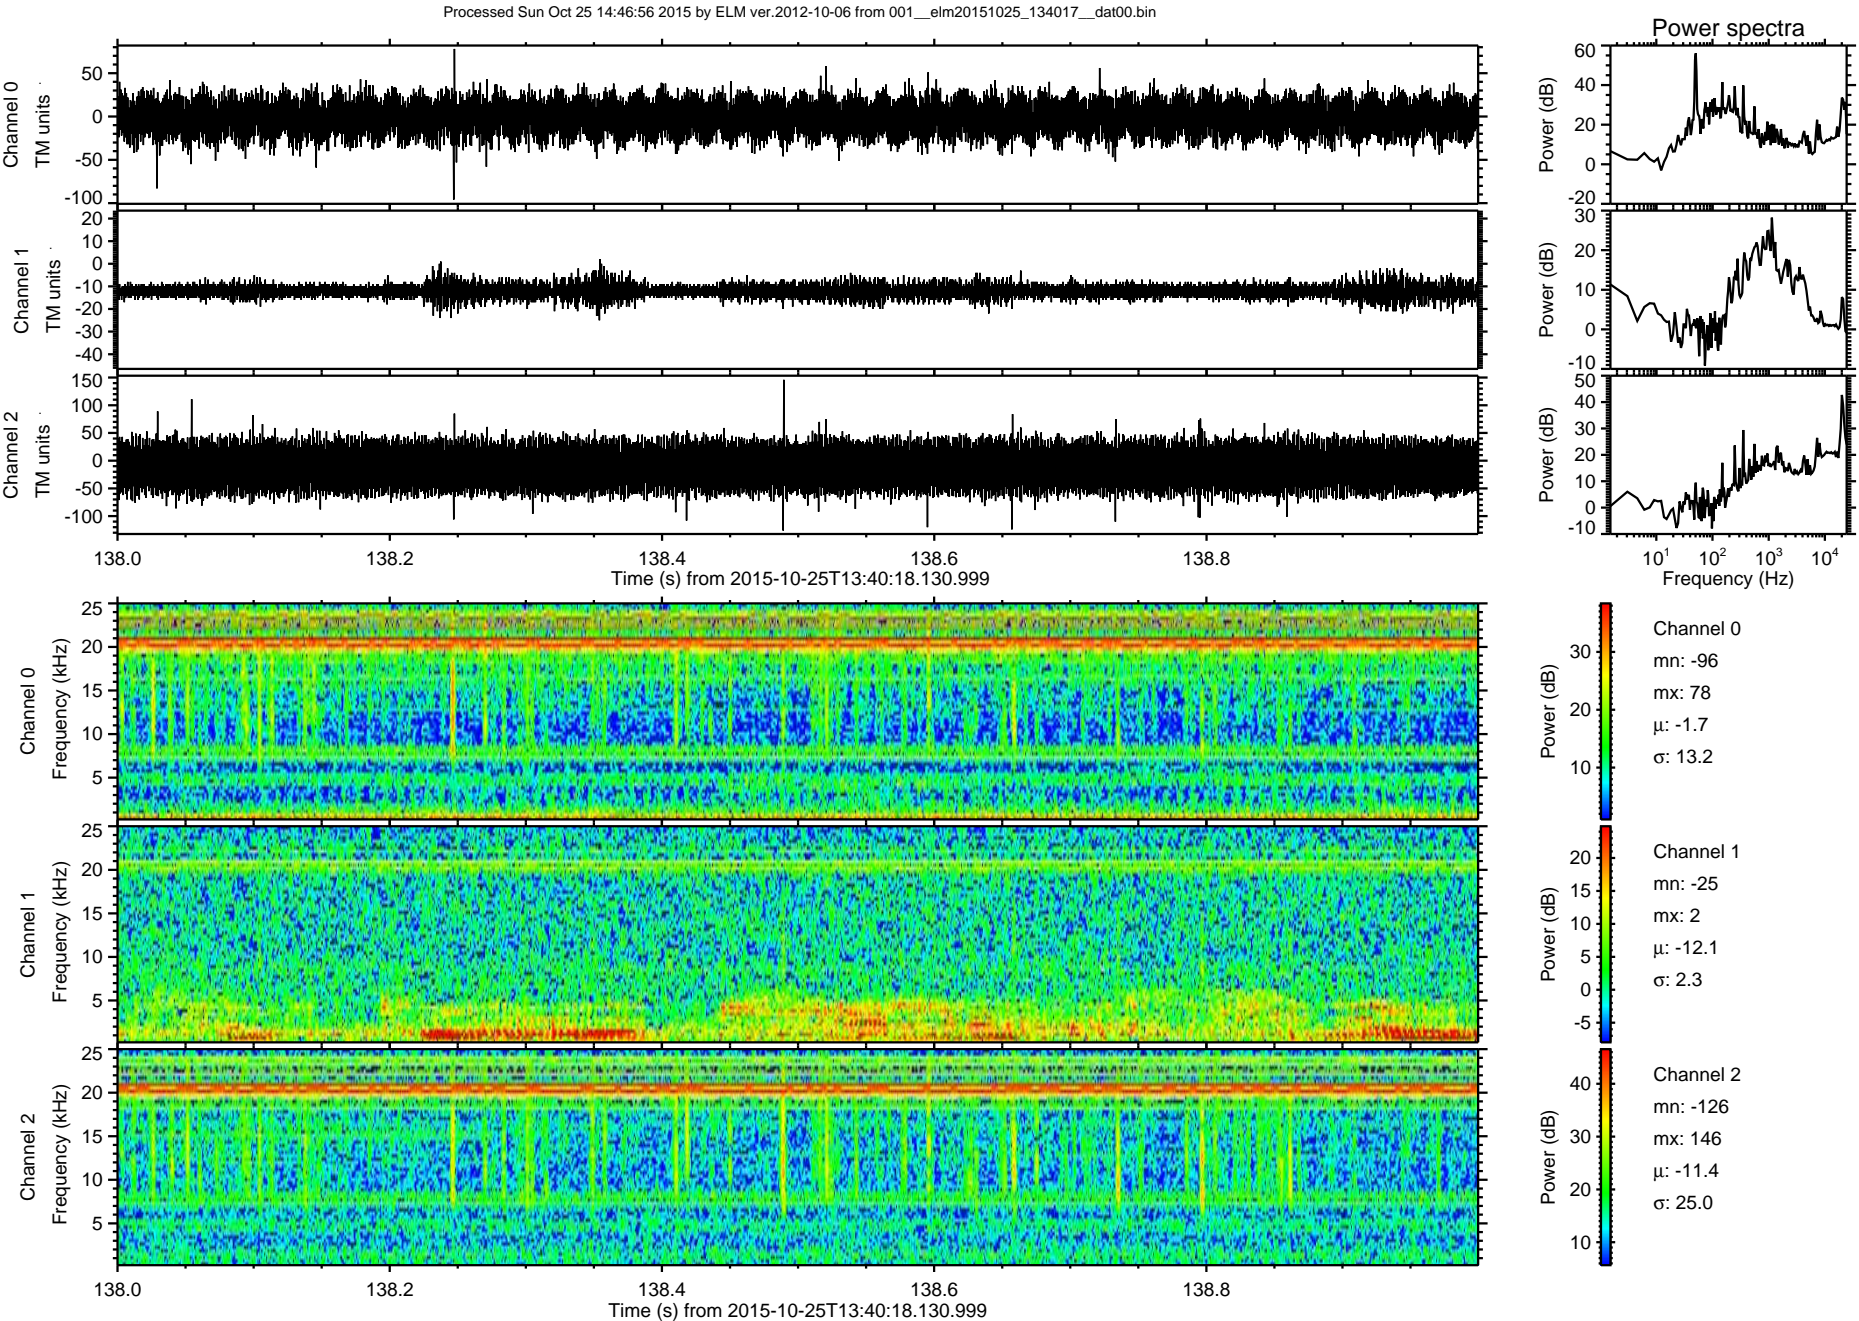 Processed Sun Oct 25 14:46:56 2015 by ELM ver.2012-10-06 from 001__elm20151025_134017__dat00.bin
Power spectra
Channel 0
TM units
50
0
-50
-100
Power (dB)
60
40
20
0
-20
Channel 1
TM units
20
10
0
-10
-20
-30
-40
Power (dB)
30
20
10
0
-10
Channel 2
TM units
150
100
50
0
-50
-100
Power (dB)
50
40
30
20
10
0
-10
138.0 138.2 138.4 138.6 138.8
Time (s) from 2015-10-25T13:40:18.130.999
10¹ 10² 10³ 10⁴
Frequency (Hz)
Channel 0
Frequency (kHz)
25
20
15
10
5
Power (dB)
30
20
10
Channel 0
mn: -96
mx: 78
µ: -1.7
σ: 13.2
Channel 1
Frequency (kHz)
25
20
15
10
5
Power (dB)
20
15
10
5
0
-5
Channel 1
mn: -25
mx: 2
µ: -12.1
σ: 2.3
Channel 2
Frequency (kHz)
25
20
15
10
5
Power (dB)
40
30
20
10
Channel 2
mn: -126
mx: 146
µ: -11.4
σ: 25.0
138.0 138.2 138.4 138.6 138.8
Time (s) from 2015-10-25T13:40:18.130.999